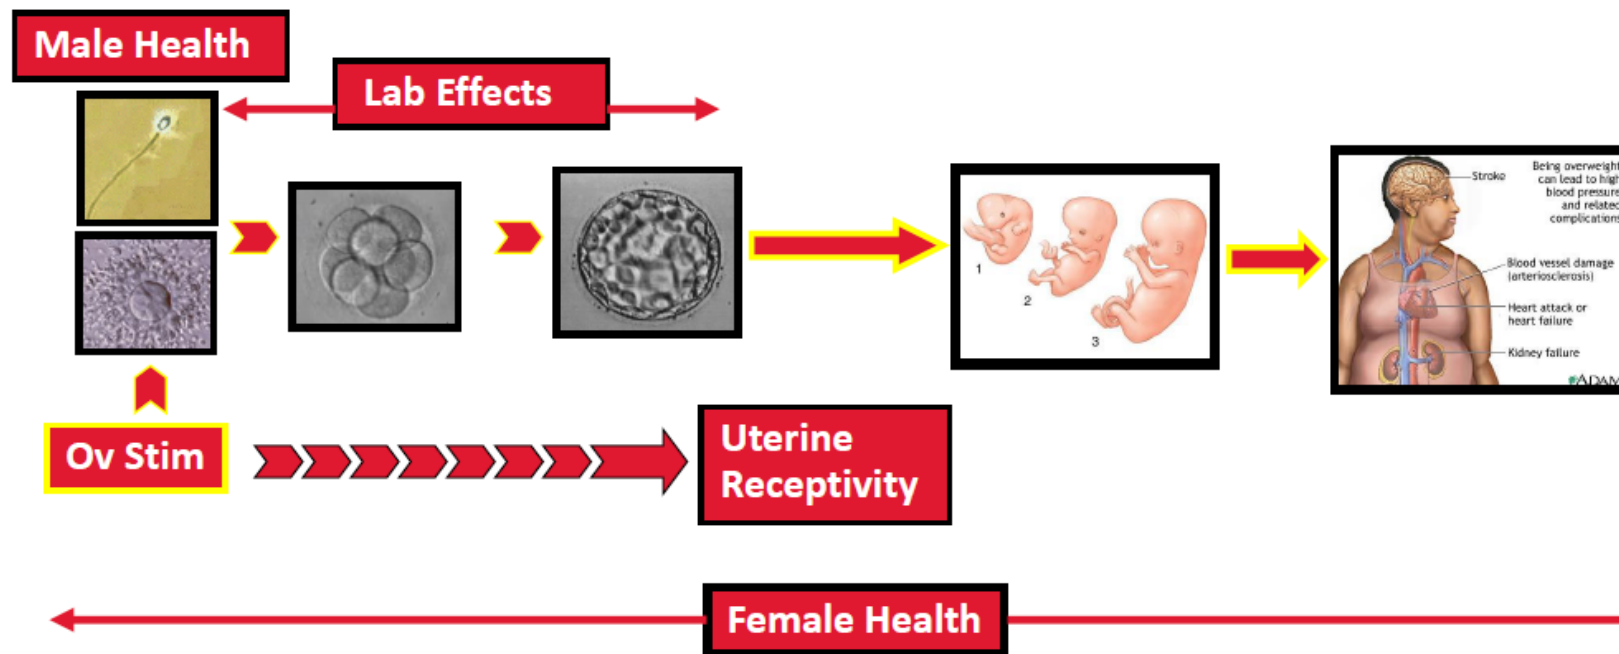 Male Health
Lab Effects
Stroke
Being overweight
can lead to high
blood pressure
and related
complications
Blood vessel damage
(arteriosclerosis)
Heart attack or
heart failure
Kidney failure
ADAM
1
2
3
Ov Stim
Uterine
Receptivity
Female Health